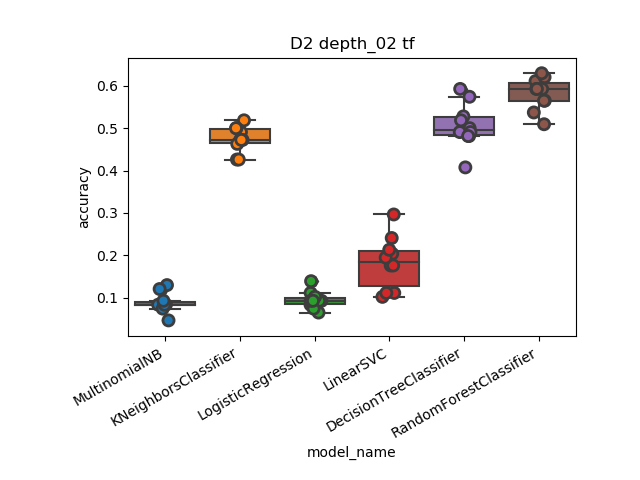 D2 depth_02 tf
accuracy
0.6
0.5
0.4
0.3
0.2
0.1
MultinomialNB
KNeighborsClassifier
LogisticRegression
LinearSVC
DecisionTreeClassifier
RandomForestClassifier
model_name